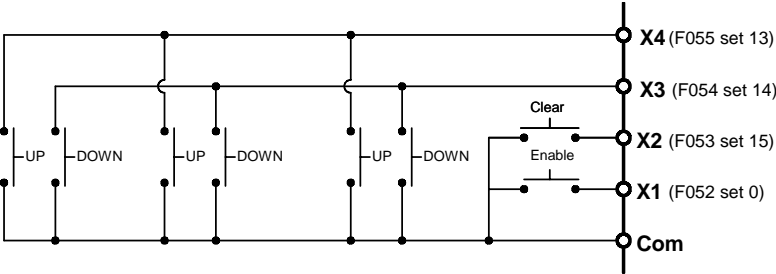 X4 (F055 set 13)
X3 (F054 set 14)
Clear
X2 (F053 set 15)
UP DOWN UP DOWN UP DOWN Enable
X1 (F052 set 0)
Com